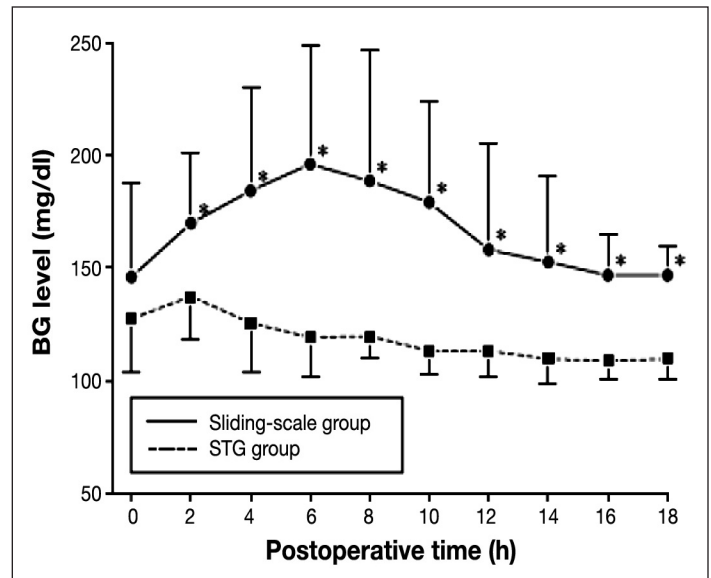 250
200
150
100
50
BG level (mg/dl)
*
*
*
*
*
*
*
*
*
Sliding-scale group
STG group
0 2 4 6 8 10 12 14 16 18
Postoperative time (h)